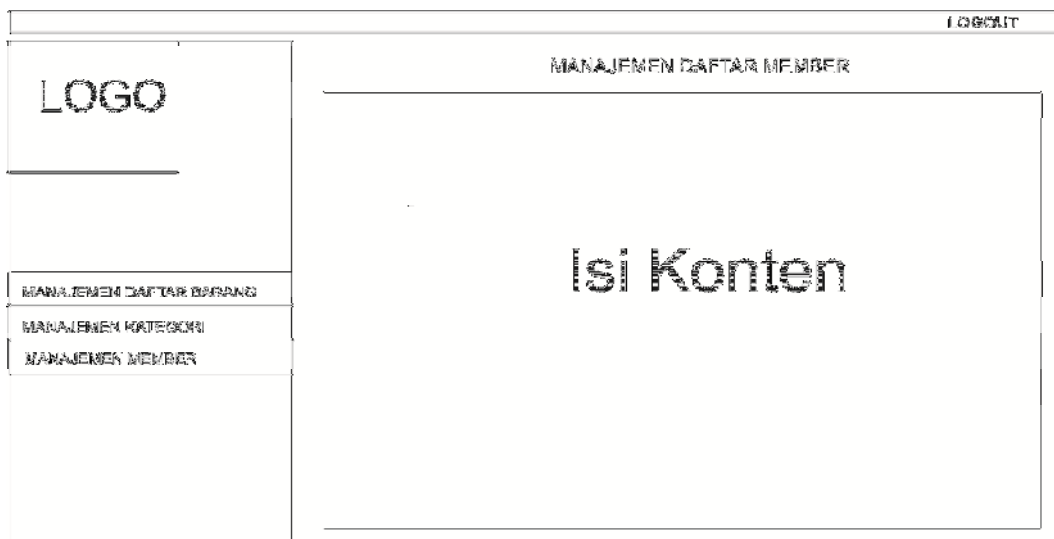 LOGOUT
LOGO
MANAJEMEN DAFTAR MEMBER
Isi Konten
MANAJEMEN DAFTAR BARANG
MANAJEMEN KATEGORI
MANAJEMEN MEMBER